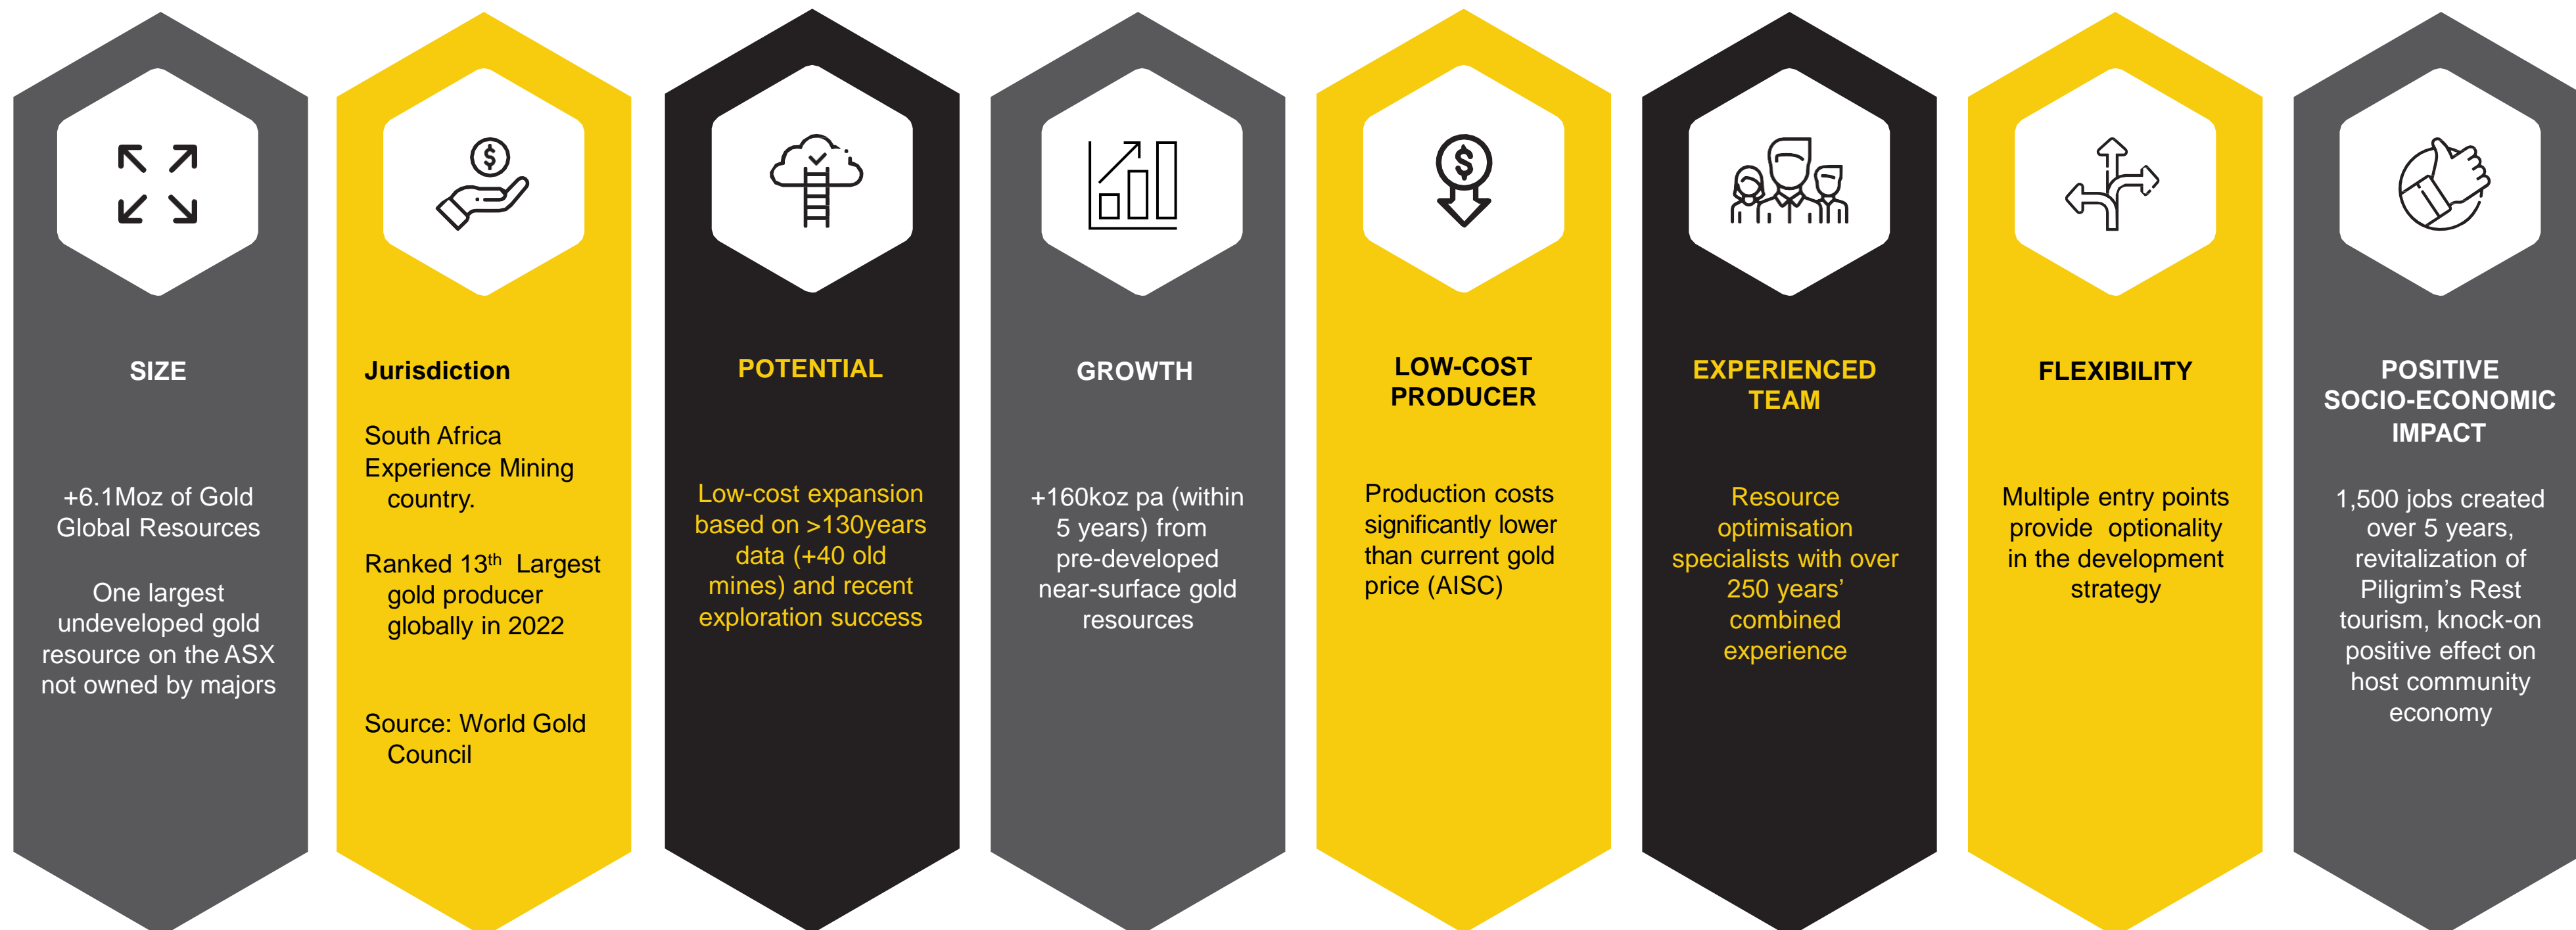 SIZE
+6.1Moz of Gold
Global Resources
One largest
undeveloped gold
resource on the ASX
not owned by majors
Jurisdiction
South Africa
Experience Mining
country.
Ranked 13th Largest
gold producer
globally in 2022
Source: World Gold
Council
POTENTIAL
Low-cost expansion
based on >130years
data (+40 old
mines) and recent
exploration success
GROWTH
+160koz pa (within
5 years) from
pre-developed
near-surface gold
resources
LOW-COST
PRODUCER
Production costs
significantly lower
than current gold
price (AISC)
EXPERIENCED
TEAM
Resource
optimisation
specialists with over
250 years’
combined
experience
FLEXIBILITY
Multiple entry points
provide optionality
in the development
strategy
POSITIVE
SOCIO-ECONOMIC
IMPACT
1,500 jobs created
over 5 years,
revitalization of
Piligrim’s Rest
tourism, knock-on
positive effect on
host community
economy